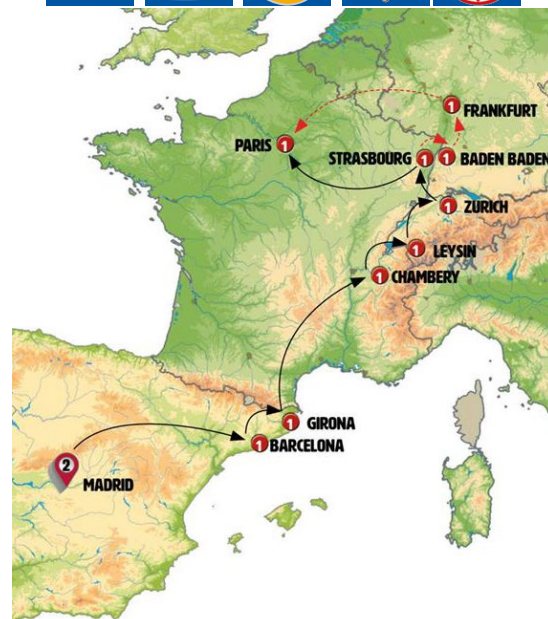 1 FRANKFURT
PARIS 1
STRASBOURG 1 1 BADEN BADEN
1 ZURICH
1 LEYSIN
1 CHAMBERY
1 GIRONA
1 BARCELONA
2 MADRID